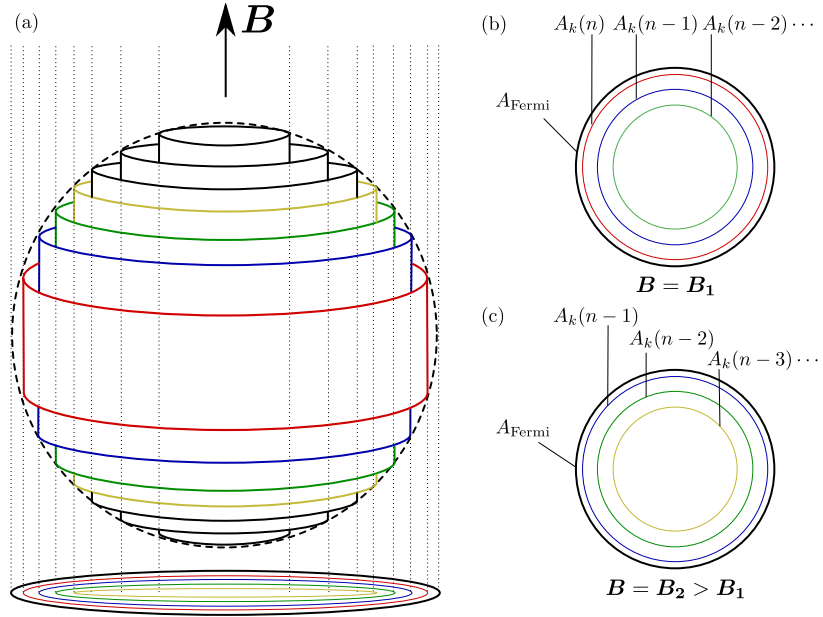 (a)
B
(b)
A_k(n) A_k(n − 1) A_k(n − 2) ⋯
A_Fermi
B = B_1
(c)
A_k(n − 1)
A_k(n − 2)
A_k(n − 3) ⋯
A_Fermi
B = B_2 > B_1